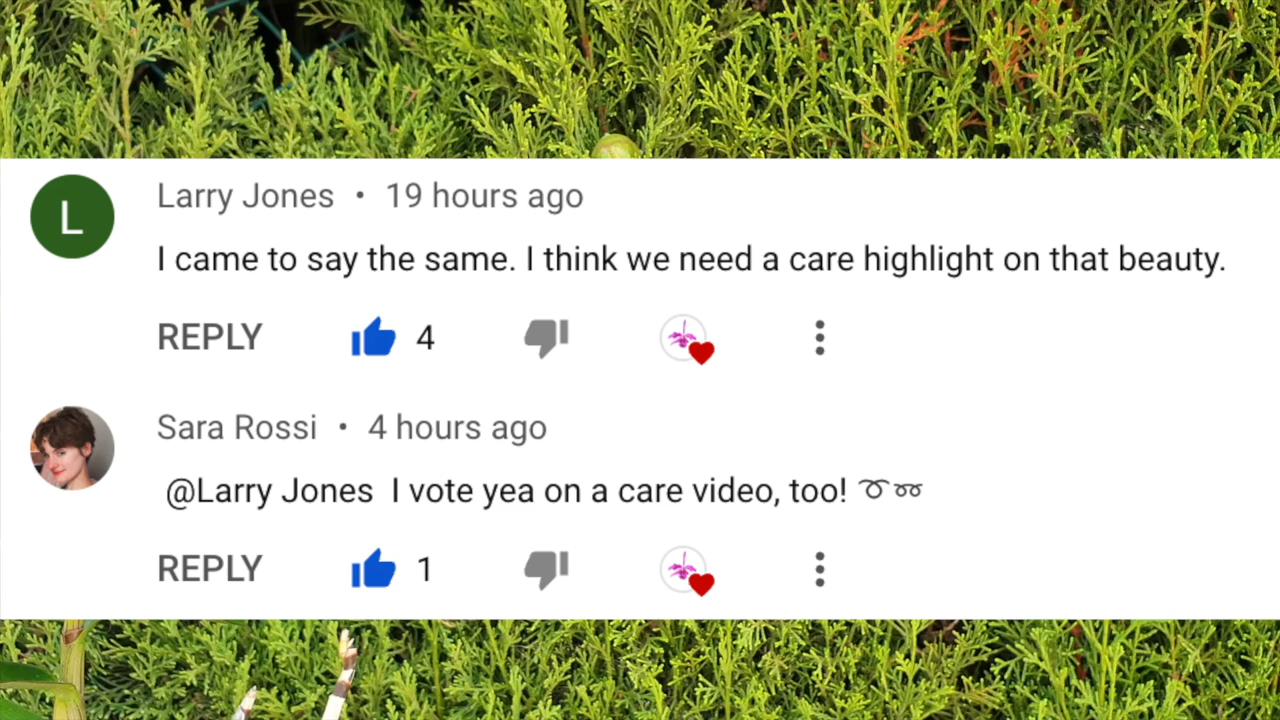 L
Larry Jones • 19 hours ago
I came to say the same. I think we need a care highlight on that beauty.
REPLY 4
Sara Rossi • 4 hours ago
@Larry Jones I vote yea on a care video, too! ➰➿
REPLY 1